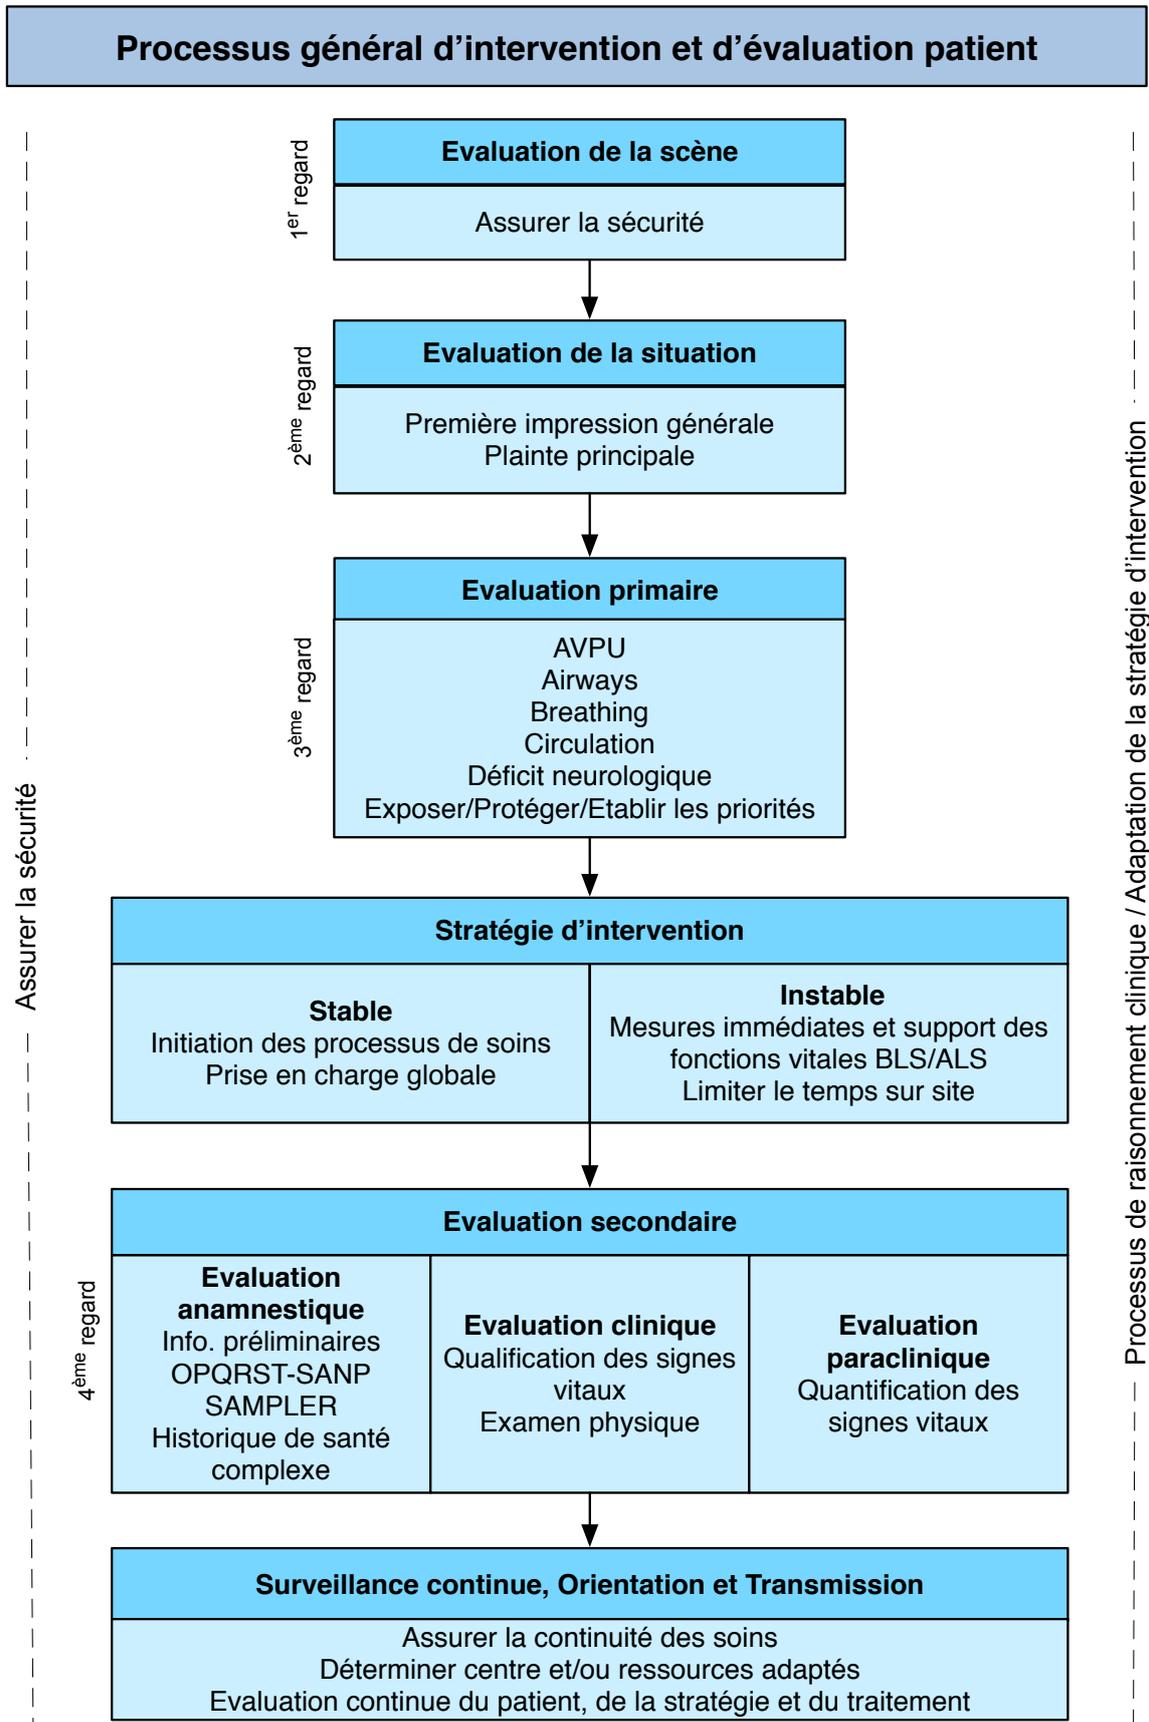 Processus général d’intervention et d’évaluation patient
1er regard
Evaluation de la scène
Assurer la sécurité
2ème regard
Evaluation de la situation
Première impression générale
Plainte principale
3ème regard
Evaluation primaire
AVPU
Airways
Breathing
Circulation
Déficit neurologique
Exposer/Protéger/Etablir les priorités
Stratégie d’intervention
Stable
Initiation des processus de soins
Prise en charge globale
Instable
Mesures immédiates et support des
fonctions vitales BLS/ALS
Limiter le temps sur site
4ème regard
Evaluation secondaire
Evaluation
anamnestique
Info. préliminaires
OPQRST-SANP
SAMPLER
Historique de santé
complexe
Evaluation clinique
Qualification des signes
vitaux
Examen physique
Evaluation
paraclinique
Quantification des
signes vitaux
Surveillance continue, Orientation et Transmission
Assurer la continuité des soins
Déterminer centre et/ou ressources adaptés
Evaluation continue du patient, de la stratégie et du traitement
Assurer la sécurité
Processus de raisonnement clinique / Adaptation de la stratégie d’intervention